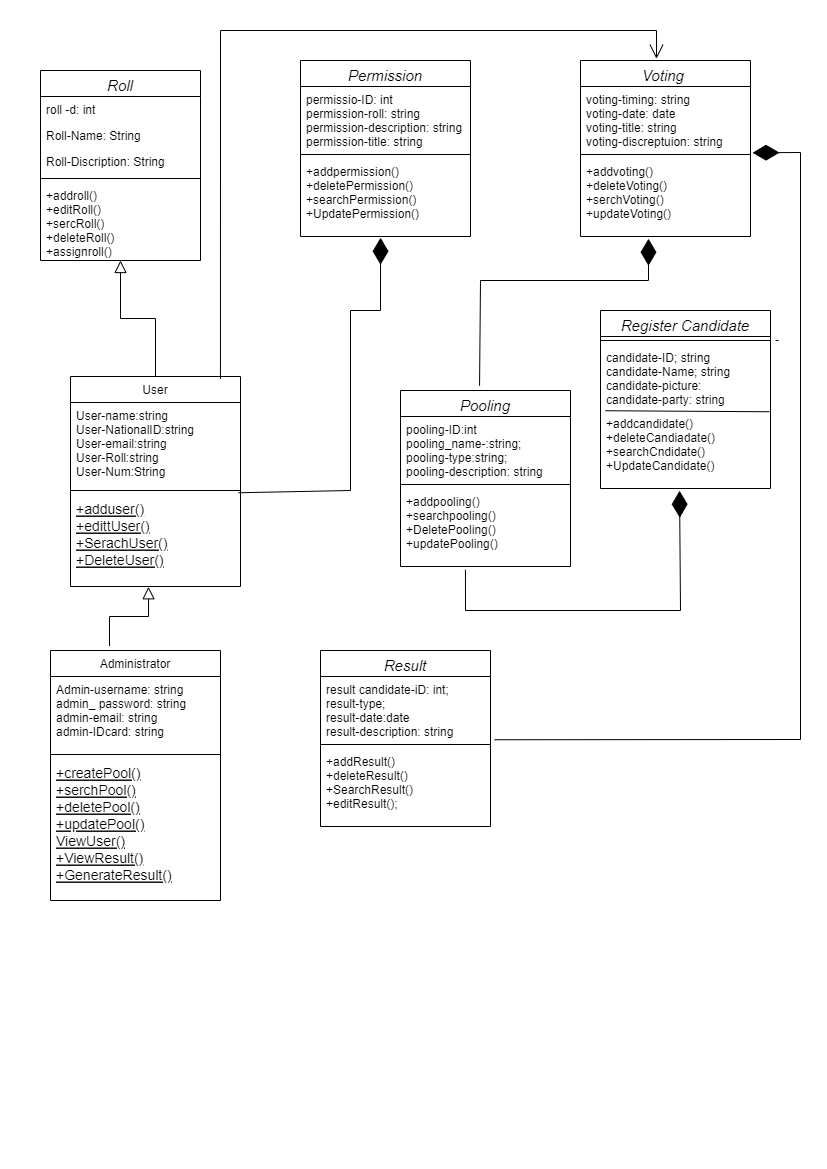 Roll
roll -d: int
Roll-Name: String
Roll-Discription: String
+addroll()
+editRoll()
+sercRoll()
+deleteRoll()
+assignroll()
Permission
permissio-ID: int
permission-roll: string
permission-description: string
permission-title: string
+addpermission()
+deletePermission()
+searchPermission()
+UpdatePermission()
Voting
voting-timing: string
voting-date: date
voting-title: string
voting-discreptuion: string
+addvoting()
+deleteVoting()
+serchVoting()
+updateVoting()
Register Candidate
-
candidate-ID; string
candidate-Name; string
candidate-picture:
candidate-party: string
+addcandidate()
+deleteCandiadate()
+searchCndidate()
+UpdateCandidate()
User
User-name:string
User-NationalID:string
User-email:string
User-Roll:string
User-Num:String
+adduser()
+edittUser()
+SerachUser()
+DeleteUser()
Pooling
pooling-ID:int
pooling_name-:string;
pooling-type:string;
pooling-description: string
+addpooling()
+searchpooling()
+DeletePooling()
+updatePooling()
Administrator
Admin-username: string
admin_ password: string
admin-email: string
admin-IDcard: string
+createPool()
+serchPool()
+deletePool()
+updatePool()
ViewUser()
+ViewResult()
+GenerateResult()
Result
result candidate-iD: int;
result-type;
result-date:date
result-description: string
+addResult()
+deleteResult()
+SearchResult()
+editResult();